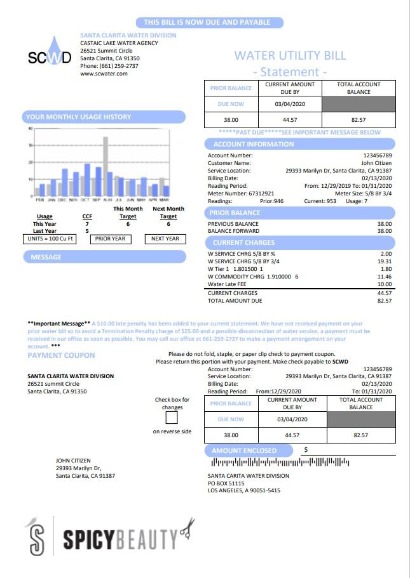 THIS BILL IS NOW DUE AND PAYABLE
SCWD
SANTA CLARITA WATER DIVISION
CASTAIC LAKE WATER AGENCY
26521 Summit Circle
Santa Clarita, CA 91350
Phone: (661) 259-2737
www.scwater.com
WATER UTILITY BILL
- Statement -
PRIOR BALANCE
CURRENT AMOUNT DUE BY
TOTAL ACCOUNT BALANCE
DUE NOW
03/04/2020
38.00 44.57 82.57
*****PAST DUE*****SEE IMPORTANT MESSAGE BELOW
YOUR MONTHLY USAGE HISTORY
This Month Next Month
Usage CCF Target Target
This Year 7 6 6
Last Year 5
UNITS = 100 Cu Ft
PRIOR YEAR
NEXT YEAR
MESSAGE
ACCOUNT INFORMATION
Account Number: 123456789
Customer Name: John Citizen
Service Location: 29393 Marilyn Dr, Santa Clarita, CA 91387
Billing Date: 02/13/2020
Reading Period: From: 12/29/2019 To: 01/31/2020
Meter Number 67312921 Meter Size: 5/8 BY 3/4
Readings: Prior 946 Current: 953 Usage: 7
PRIOR BALANCE
PREVIOUS BALANCE 38.00
BALANCE FORWARD 38.00
CURRENT CHARGES
W SERVICE CHRG 5/8 BY ¾ 2.00
W SERVICE CHRG 5/8 BY 3/4 19.31
W Tier 1 1.801500 1 1.80
W COMMODITY CHRG 1.910000 6 11.46
Water Late FEE 10.00
CURRENT CHARGES 44.57
TOTAL AMOUNT DUE 82.57
**Important Message** A $10.00 late penalty has been added to your current statement. We have not received payment on your
prior water bill so to avoid a Termination Penalty charge of $25.00 and a possible discontinuation of water service, a payment must be
received in our office as soon as possible. You may call our office at 661-259-2737 to make a payment arrangement on your
account. ***
PAYMENT COUPON
Please do not fold, staple, or paper clip check to payment coupon.
Please return this portion with your payment. Make check payable to SCWD
SANTA CLARITA WATER DIVISION
26521 summit Circle
Santa Clarita, CA 91350
Check box for
changes
on reverse side
Account Number: 123456789
Service Location: 29393 Marilyn Dr, Santa Clarita, CA 91387
Billing Date: 02/13/2020
Reading Period: From:12/29/2019 To: 01/31/2020
PRIOR BALANCE
CURRENT AMOUNT DUE BY
TOTAL ACCOUNT BALANCE
DUE NOW
03/04/2020
38.00 44.57 82.57
AMOUNT ENCLOSED $
JOHN CITIZEN
29393 Marilyn Dr,
Santa Clarita, CA 91387
SANTA CARITA WATER DIVISION
PO BOX 51115
LOS ANGELES, A 90051-5415
SPICYBEAUTY